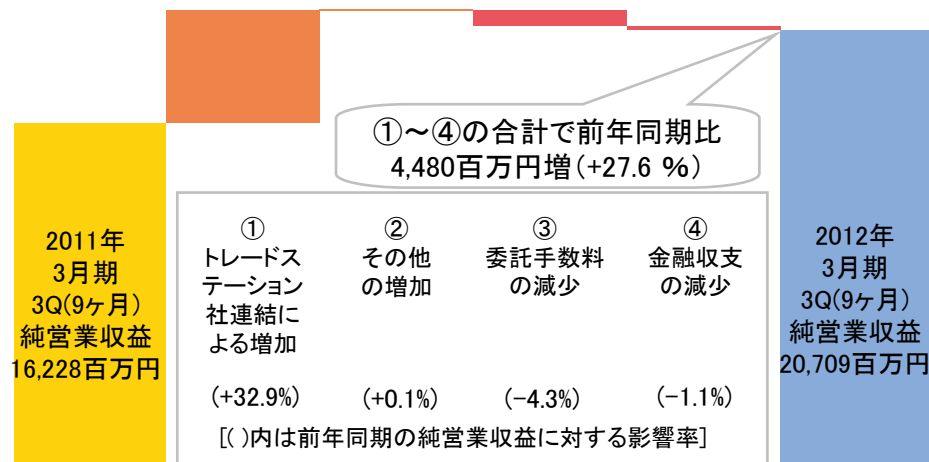 ①～④の合計で前年同期比
4,480百万円増(+27.6 %)
2011年
3月期
3Q(9ヶ月)
純営業収益
16,228百万円
①
トレードス
テーション
社連結に
よる増加
(+32.9%)
②
その他
の増加
(+0.1%)
③
委託手数料
の減少
(−4.3%)
④
金融収支
の減少
(−1.1%)
[( )内は前年同期の純営業収益に対する影響率]
2012年
3月期
3Q(9ヶ月)
純営業収益
20,709百万円